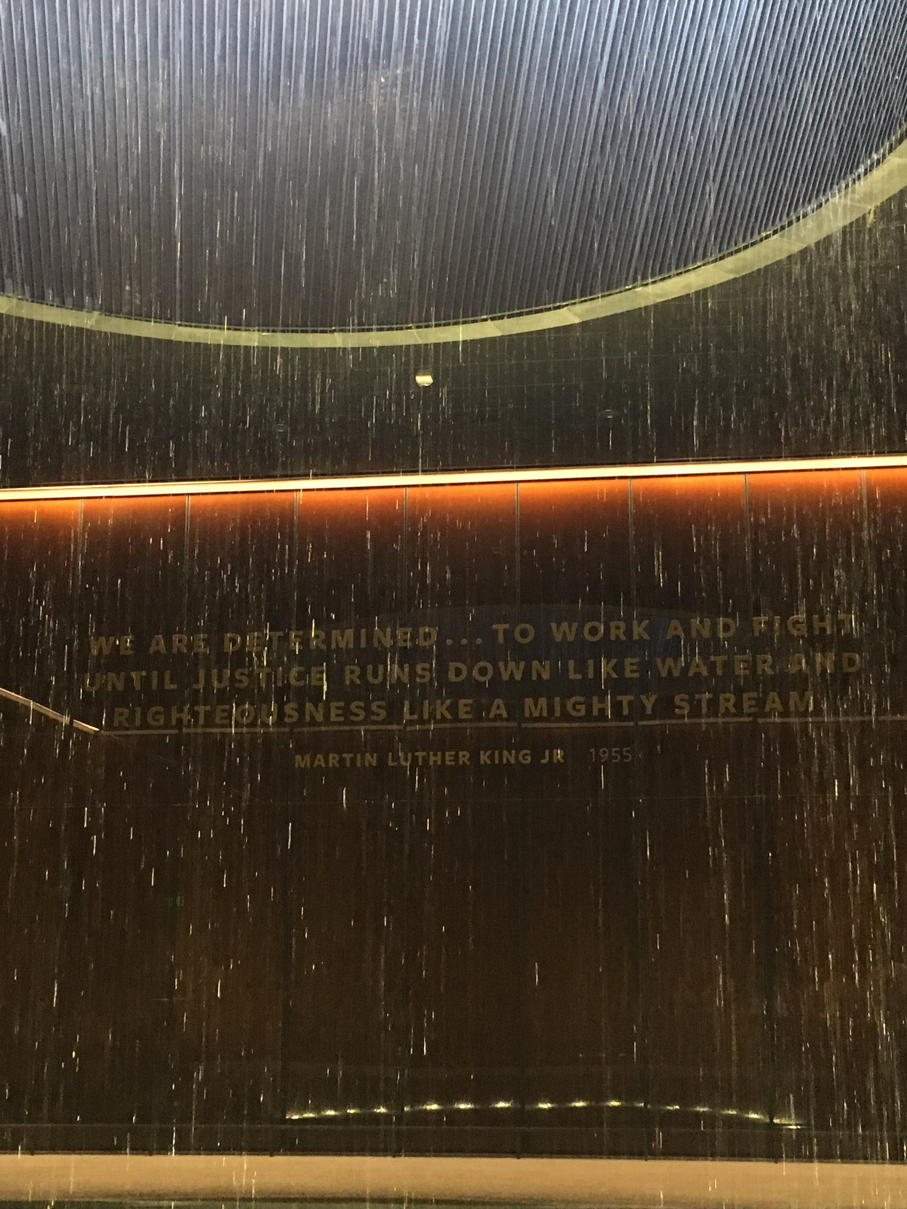 WE ARE DETERMINED... TO WORK AND FIGHT
UNTIL JUSTICE RUNS DOWN LIKE WATER AND
RIGHTEOUSNESS LIKE A MIGHTY STREAM
MARTIN LUTHER KING JR 1955